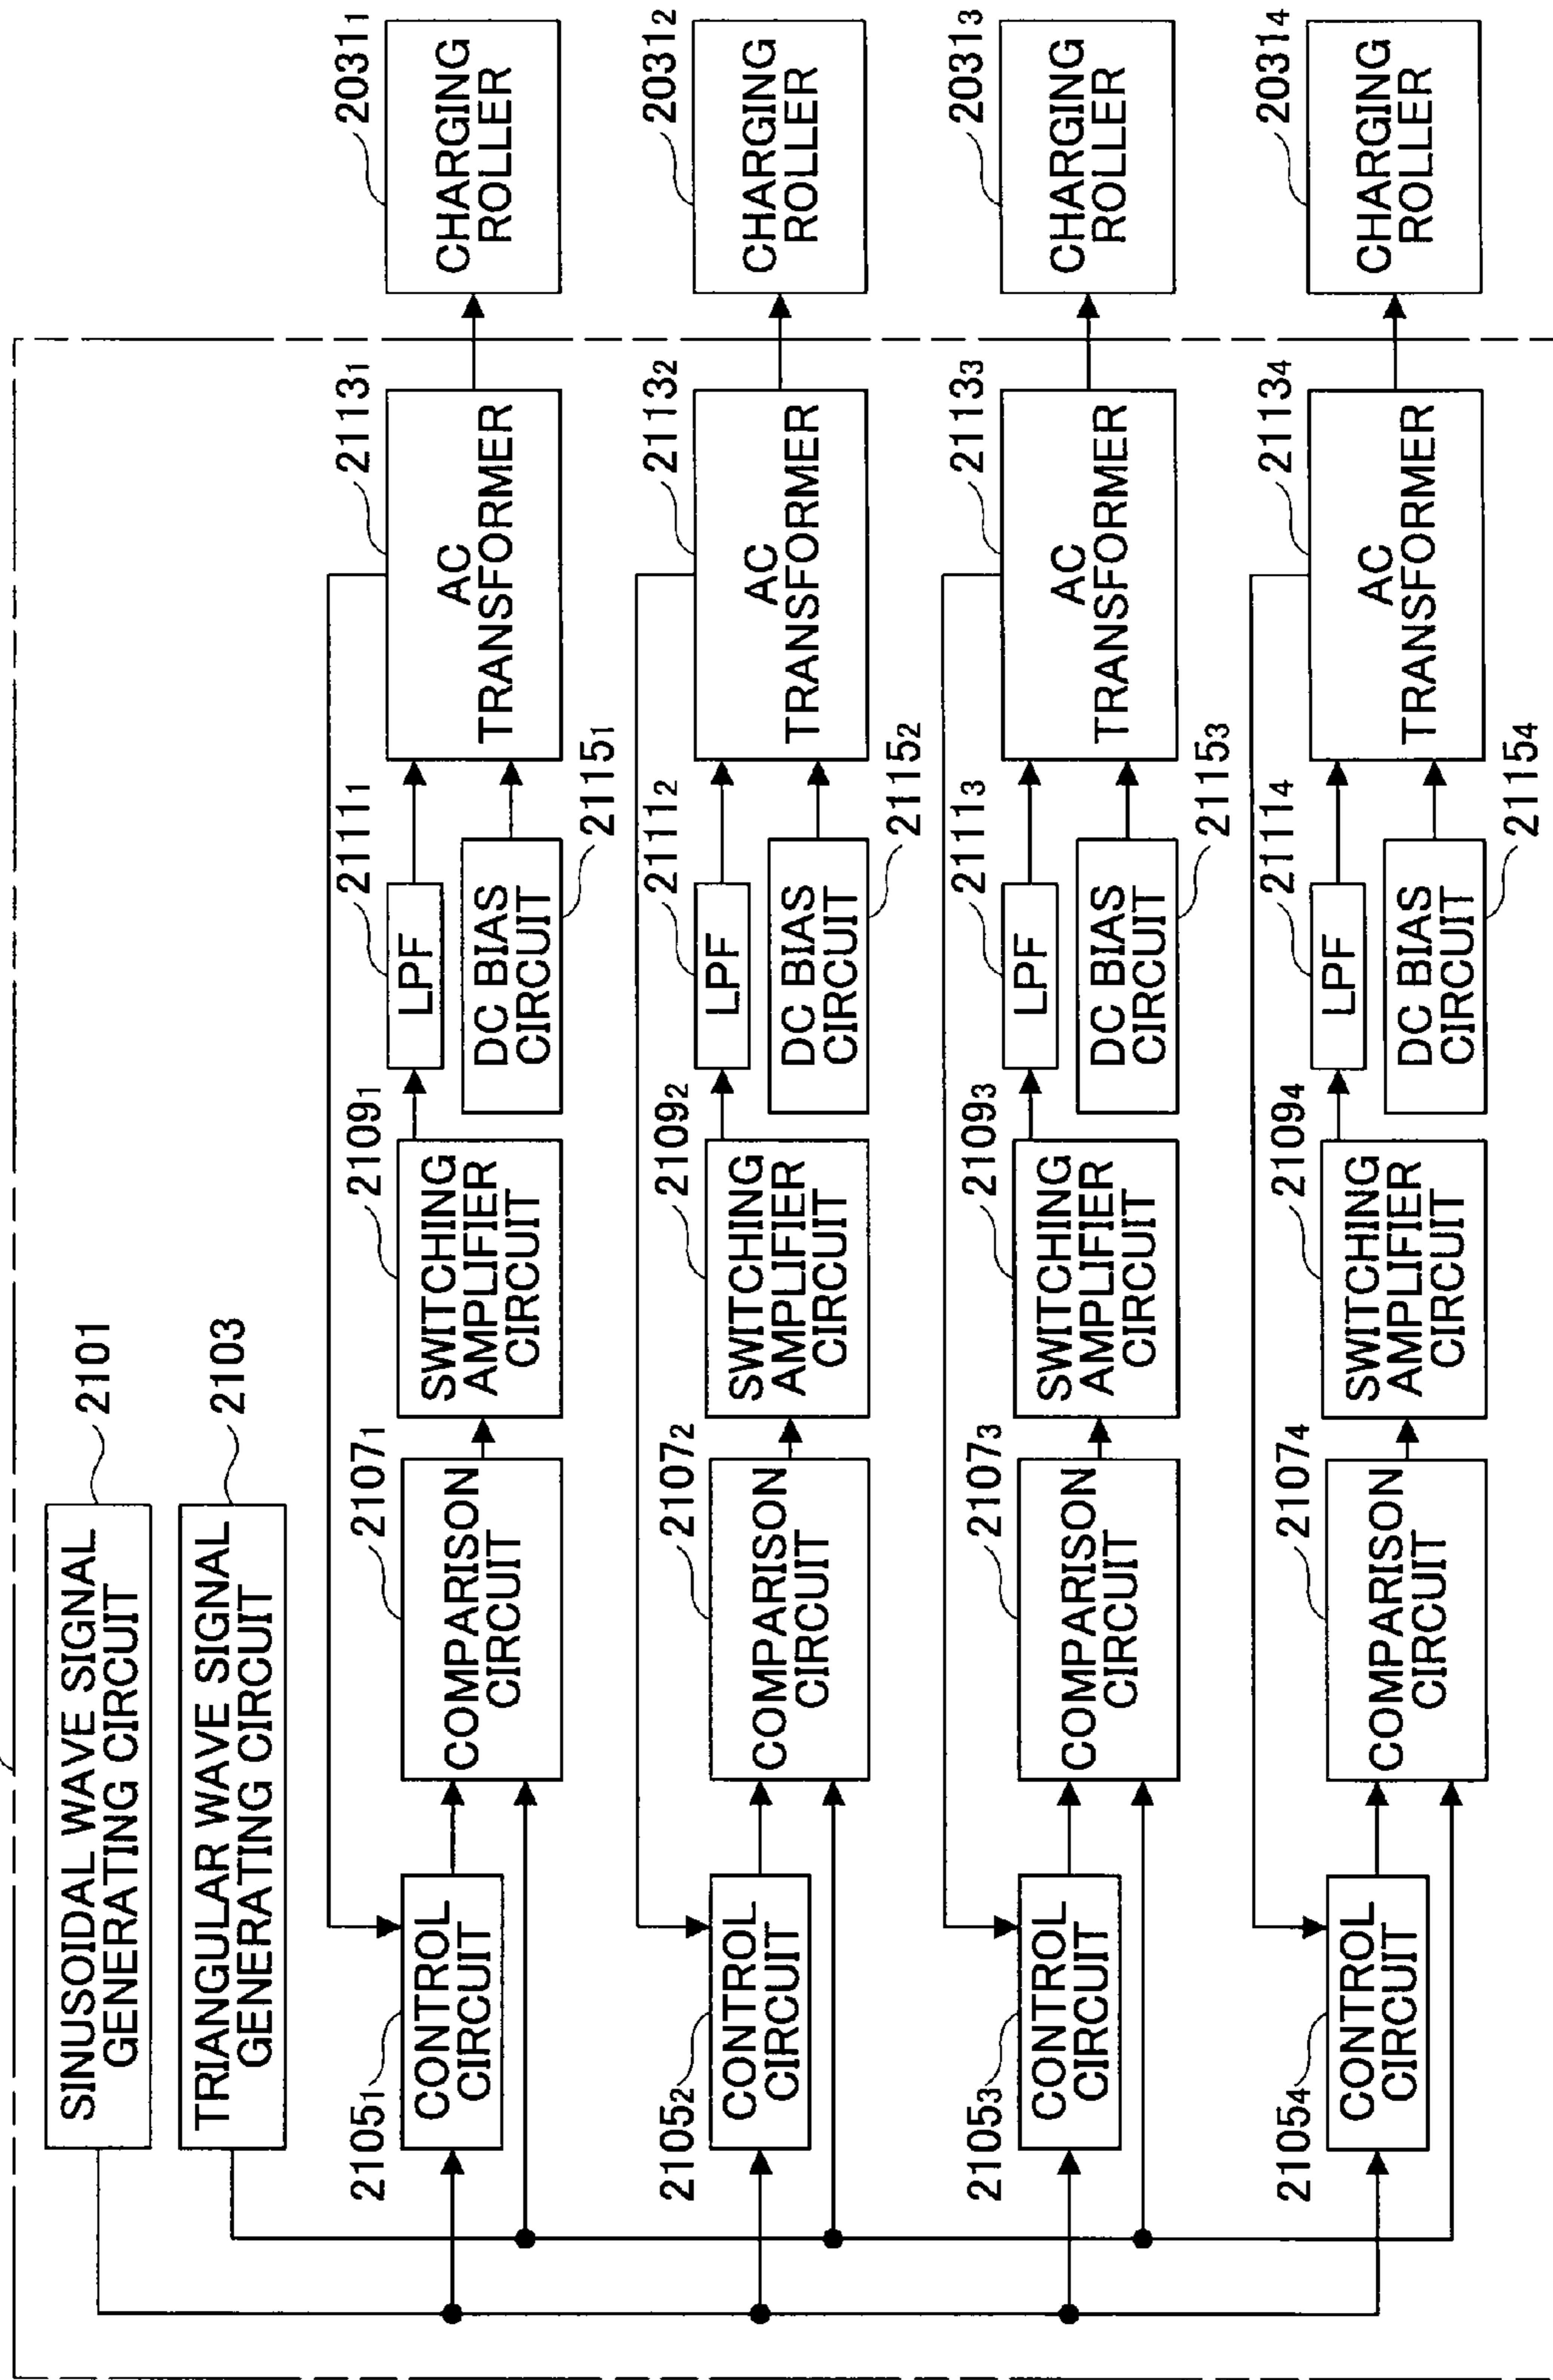 SINUSOIDAL WAVE SIGNAL
GENERATING CIRCUIT
2101
TRIANGULAR WAVE SIGNAL
GENERATING CIRCUIT
2103
2105₁
CONTROL
CIRCUIT
2107₁
COMPARISON
CIRCUIT
2109₁
SWITCHING
AMPLIFIER
CIRCUIT
2111₁
LPF
DC BIAS
CIRCUIT
2115₁
2113₁
AC
TRANSFORMER
2031₁
CHARGING
ROLLER
2105₂
CONTROL
CIRCUIT
2107₂
COMPARISON
CIRCUIT
2109₂
SWITCHING
AMPLIFIER
CIRCUIT
2111₂
LPF
DC BIAS
CIRCUIT
2115₂
2113₂
AC
TRANSFORMER
2031₂
CHARGING
ROLLER
2105₃
CONTROL
CIRCUIT
2107₃
COMPARISON
CIRCUIT
2109₃
SWITCHING
AMPLIFIER
CIRCUIT
2111₃
LPF
DC BIAS
CIRCUIT
2115₃
2113₃
AC
TRANSFORMER
2031₃
CHARGING
ROLLER
2105₄
CONTROL
CIRCUIT
2107₄
COMPARISON
CIRCUIT
2109₄
SWITCHING
AMPLIFIER
CIRCUIT
2111₄
LPF
DC BIAS
CIRCUIT
2115₄
2113₄
AC
TRANSFORMER
2031₄
CHARGING
ROLLER